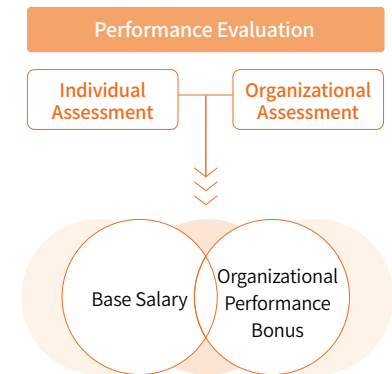 Performance Evaluation
Individual
Assessment
Organizational
Assessment
Base Salary
Organizational
Performance
Bonus